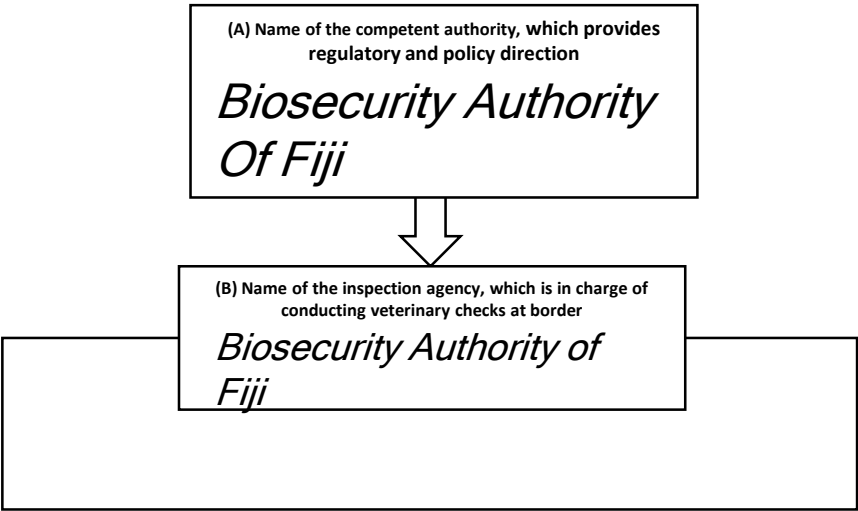 (A) Name of the competent authority, which provides
regulatory and policy direction
Biosecurity Authority
Of Fiji
(B) Name of the inspection agency, which is in charge of
conducting veterinary checks at border
Biosecurity Authority of
Fiji